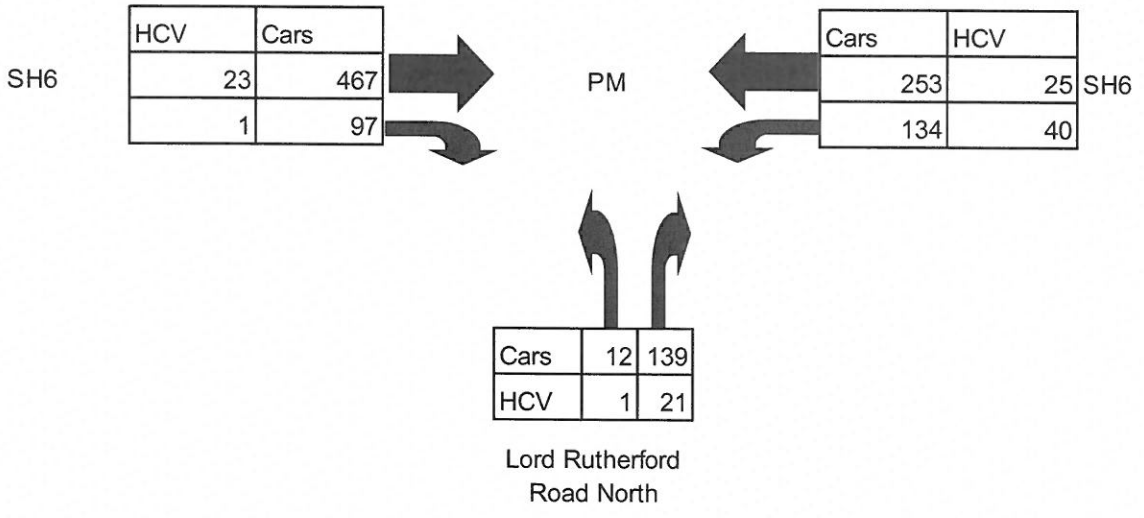 HCV Cars
SH6 23 467
1 97
PM
Cars HCV
253 25 SH6
134 40
Cars 12 139
HCV 1 21
Lord Rutherford
Road North